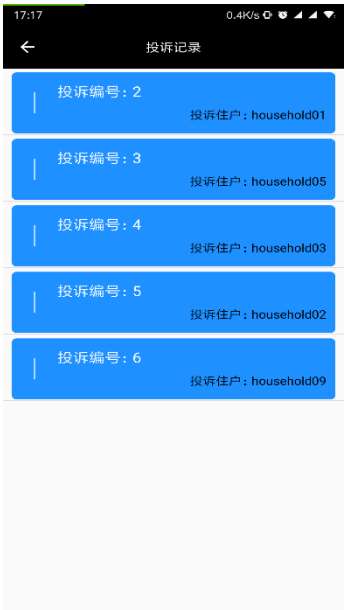 17:17 0.4K/s
投诉记录
投诉编号: 2
投诉住户: household01
投诉编号: 3
投诉住户: household05
投诉编号: 4
投诉住户: household03
投诉编号: 5
投诉住户: household02
投诉编号: 6
投诉住户: household09